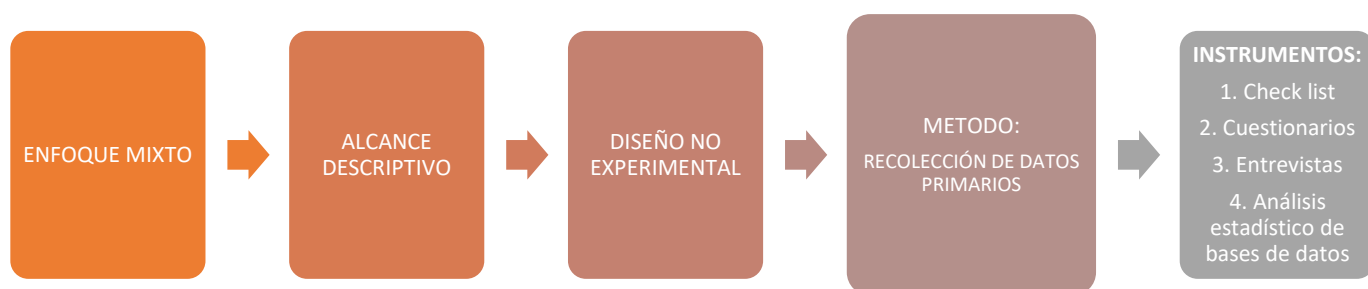 ENFOQUE MIXTO
ALCANCE
DESCRIPTIVO
DISEÑO NO
EXPERIMENTAL
METODO:
RECOLECCIÓN DE DATOS
PRIMARIOS
INSTRUMENTOS:
1. Check list
2. Cuestionarios
3. Entrevistas
4. Análisis
estadístico de
bases de datos